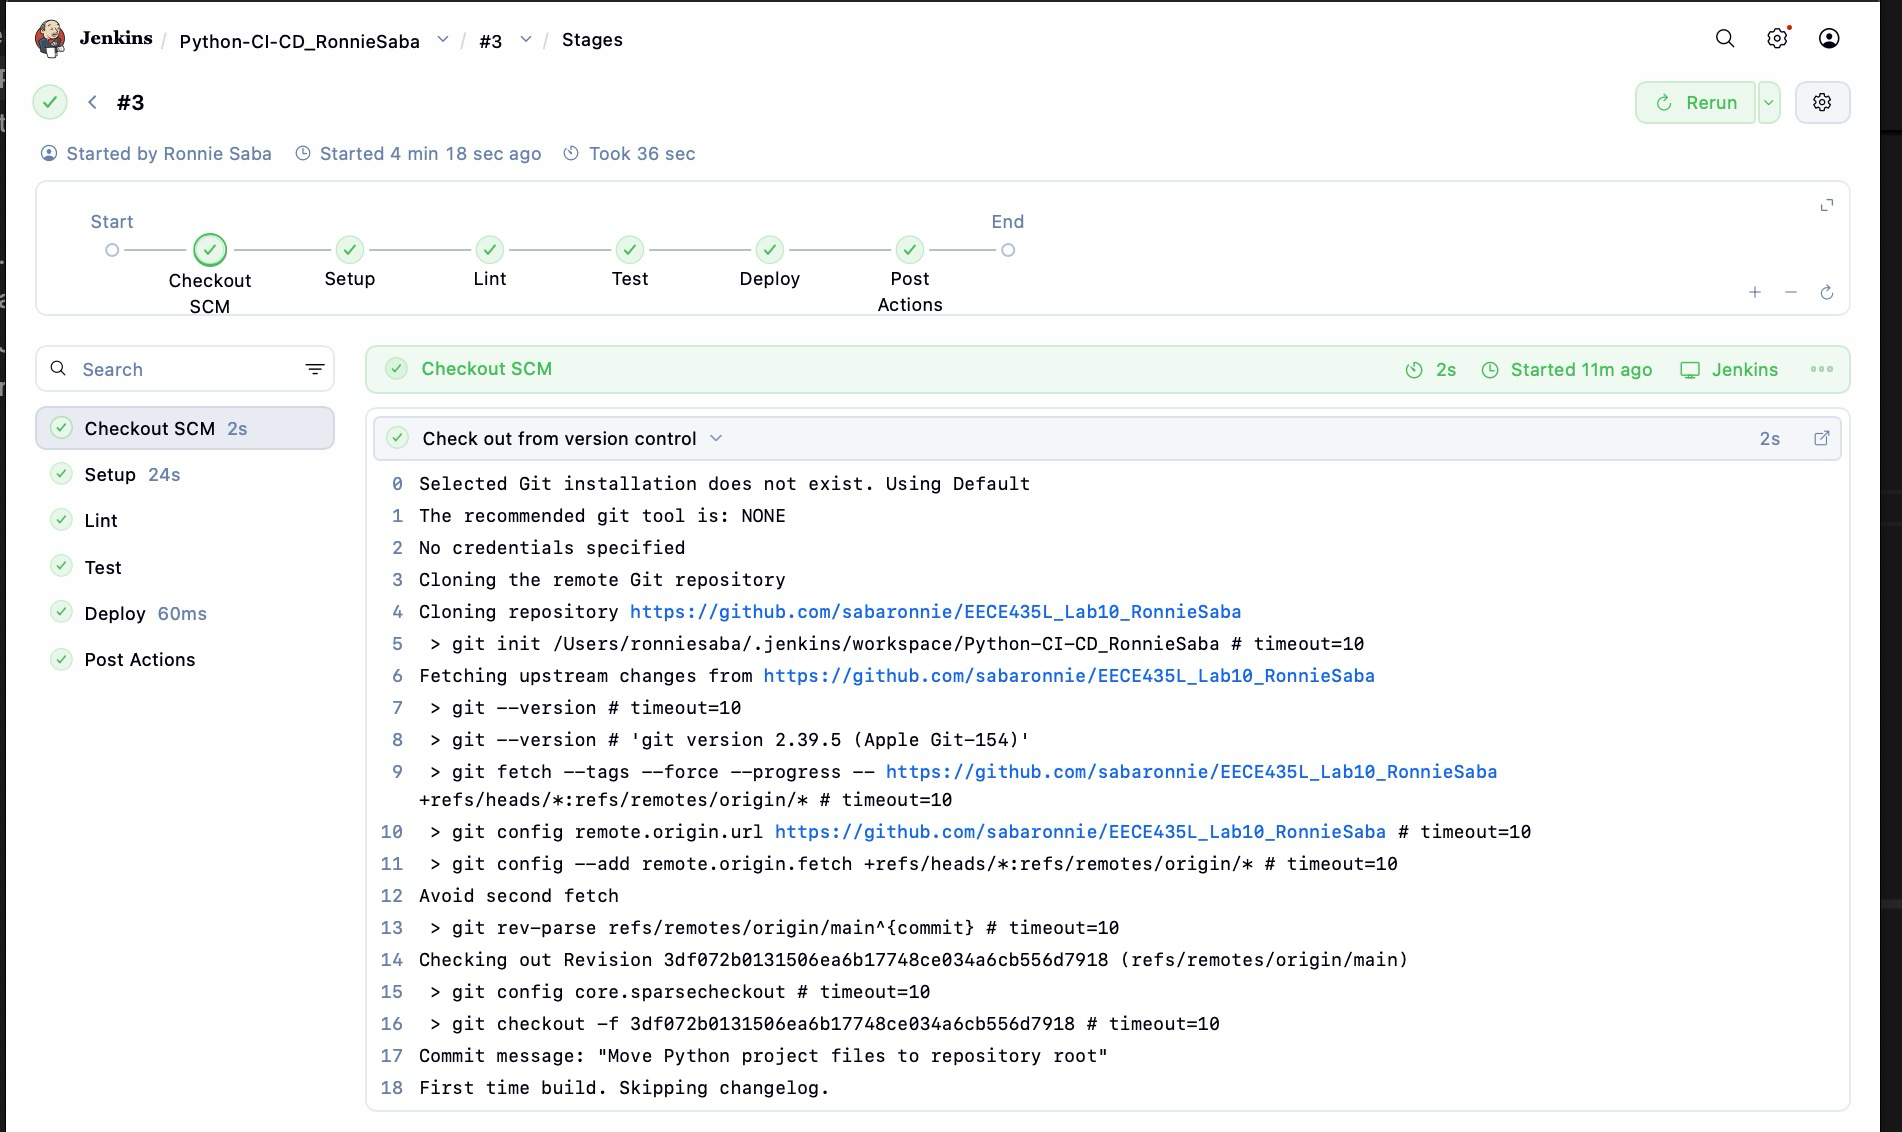 Jenkins / Python-CI-CD_RonnieSaba / #3 / Stages
#3
Rerun
Started by Ronnie Saba Started 4 min 18 sec ago Took 36 sec
Start
End
Checkout SCM
Setup
Lint
Test
Deploy
Post Actions
Search
Checkout SCM 2s
Setup 24s
Lint
Test
Deploy 60ms
Post Actions
Checkout SCM 2s Started 11m ago Jenkins
Check out from version control 2s
0 Selected Git installation does not exist. Using Default
1 The recommended git tool is: NONE
2 No credentials specified
3 Cloning the remote Git repository
4 Cloning repository https://github.com/sabaronnie/EECE435L_Lab10_RonnieSaba
5 > git init /Users/ronniesaba/.jenkins/workspace/Python-CI-CD_RonnieSaba # timeout=10
6 Fetching upstream changes from https://github.com/sabaronnie/EECE435L_Lab10_RonnieSaba
7 > git --version # timeout=10
8 > git --version # 'git version 2.39.5 (Apple Git-154)'
9 > git fetch --tags --force --progress -- https://github.com/sabaronnie/EECE435L_Lab10_RonnieSaba
+refs/heads/*:refs/remotes/origin/* # timeout=10
10 > git config remote.origin.url https://github.com/sabaronnie/EECE435L_Lab10_RonnieSaba # timeout=10
11 > git config --add remote.origin.fetch +refs/heads/*:refs/remotes/origin/* # timeout=10
12 Avoid second fetch
13 > git rev-parse refs/remotes/origin/main^{commit} # timeout=10
14 Checking out Revision 3df072b0131506ea6b17748ce034a6cb556d7918 (refs/remotes/origin/main)
15 > git config core.sparsecheckout # timeout=10
16 > git checkout -f 3df072b0131506ea6b17748ce034a6cb556d7918 # timeout=10
17 Commit message: "Move Python project files to repository root"
18 First time build. Skipping changelog.